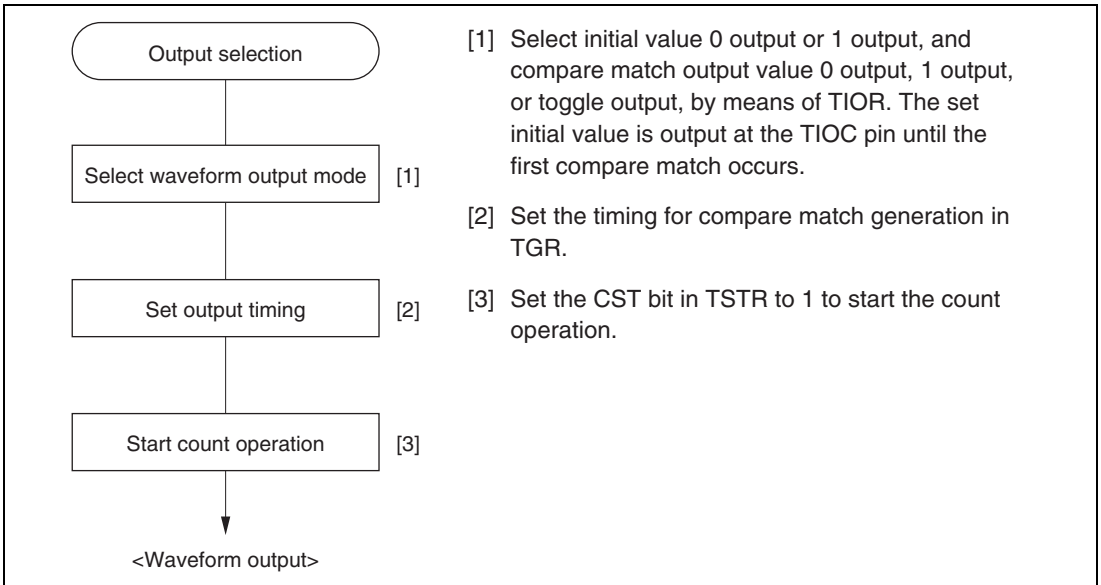 Output selection
Select waveform output mode [1]
Set output timing [2]
Start count operation [3]
<Waveform output>
[1] Select initial value 0 output or 1 output, and
compare match output value 0 output, 1 output,
or toggle output, by means of TIOR. The set
initial value is output at the TIOC pin until the
first compare match occurs.
[2] Set the timing for compare match generation in
TGR.
[3] Set the CST bit in TSTR to 1 to start the count
operation.